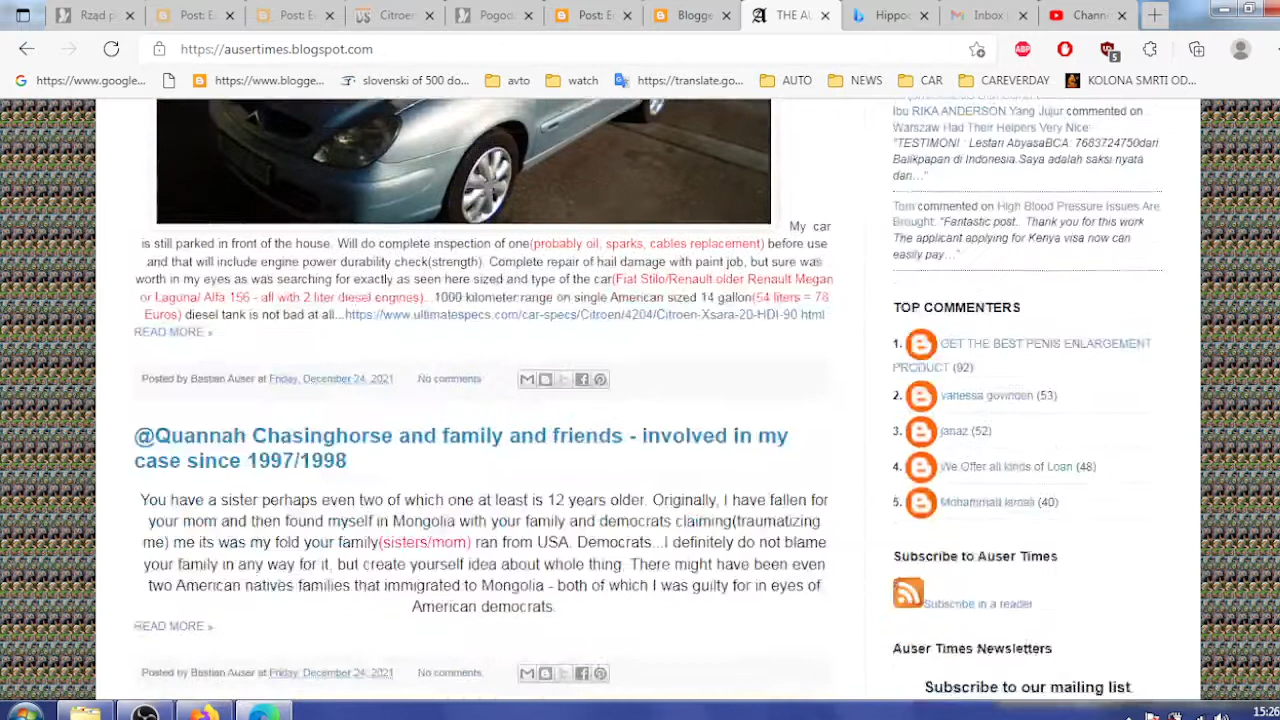 Rząd p
Post: E
Post: E
Citroer
Pogoo
Post: E
Blogge
THE AU
Hippoc
Inbox (
Chann
https://ausertimes.blogspot.com
ABP
5
https://www.google...
https://www.blogge...
slovenski of 500 do...
avto
watch
https://translate.go...
AUTO
NEWS
CAR
CAREVERDAY
KOLONA SMRTI OD...
My car
is still parked in front of the house. Will do complete inspection of one(probably oil, sparks, cables replacement) before use
and that will include engine power durability check(strength). Complete repair of hail damage with paint job, but sure was
worth in my eyes as was searching for exactly as seen here sized and type of the car(Fiat Stilo/Renault older Renault Megan
or Laguna/ Alfa 156 - all with 2 liter diesel engines)...1000 kilometer range on single American sized 14 gallon(54 liters = 78
Euros) diesel tank is not bad at all...https://www.ultimatespecs.com/car-specs/Citroen/4204/Citroen-Xsara-20-HDI-90.html
READ MORE »
Posted by Bastian Auser at Friday, December 24, 2021
No comments:
@Quannah Chasinghorse and family and friends - involved in my
case since 1997/1998
You have a sister perhaps even two of which one at least is 12 years older. Originally, I have fallen for
your mom and then found myself in Mongolia with your family and democrats claiming(traumatizing
me) me its was my fold your family(sisters/mom) ran from USA. Democrats...I definitely do not blame
your family in any way for it, but create yourself idea about whole thing. There might have been even
two American natives families that immigrated to Mongolia - both of which I was guilty for in eyes of
American democrats.
READ MORE »
Posted by Bastian Auser at Friday, December 24, 2021
No comments:
Ibu RIKA ANDERSON Yang Jujur commented on
Warszaw Had Their Helpers Very Nice:
"TESTIMONI : Lestari AbyasaBCA: 7683724750dari
Balikpapan di Indonesia.Saya adalah saksi nyata
dari…"
Tom commented on High Blood Pressure Issues Are
Brought: "Fantastic post. Thank you for this work
The applicant applying for Kenya visa now can
easily pay…"
TOP COMMENTERS
1. GET THE BEST PENIS ENLARGEMENT
PRODUCT (92)
2. vanessa govinden (53)
3. janaz (52)
4. We Offer all kinds of Loan (48)
5. Mohammad Ismail (40)
Subscribe to Auser Times
Subscribe in a reader
Auser Times Newsletters
Subscribe to our mailing list
15:26